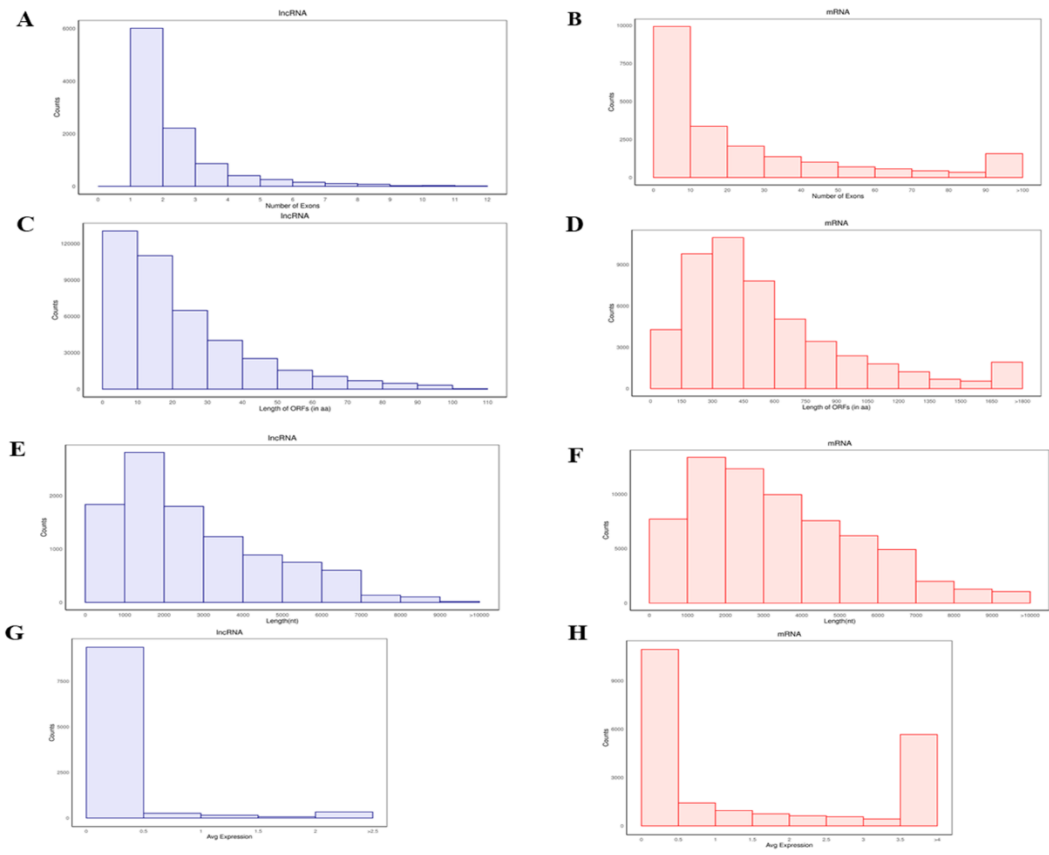 A
lncRNA
6000
4000
2000
0
Counts
0 1 2 3 4 5 6 7 8 9 10 11 12
Number of Exons
B
mRNA
10000
7500
5000
2500
0
Counts
0 10 20 30 40 50 60 70 80 90 >100
Number of Exons
C
lncRNA
120000
90000
60000
30000
0
Counts
0 10 20 30 40 50 60 70 80 90 100 110
Length of ORFs (in aa)
D
mRNA
9000
6000
3000
0
Counts
0 150 300 450 600 750 900 1050 1200 1350 1500 1650 >1800
Length of ORFs (in aa)
E
lncRNA
2000
1000
0
Counts
0 1000 2000 3000 4000 5000 6000 7000 8000 9000 >10000
Length(nt)
F
mRNA
10000
5000
0
Counts
0 1000 2000 3000 4000 5000 6000 7000 8000 9000 >10000
Length(nt)
G
lncRNA
7500
5000
2500
0
Counts
0 0.5 1 1.5 2 >2.5
Avg Expression
H
mRNA
9000
6000
3000
0
Counts
0 0.5 1 1.5 2 2.5 3 3.5 >4
Avg Expression